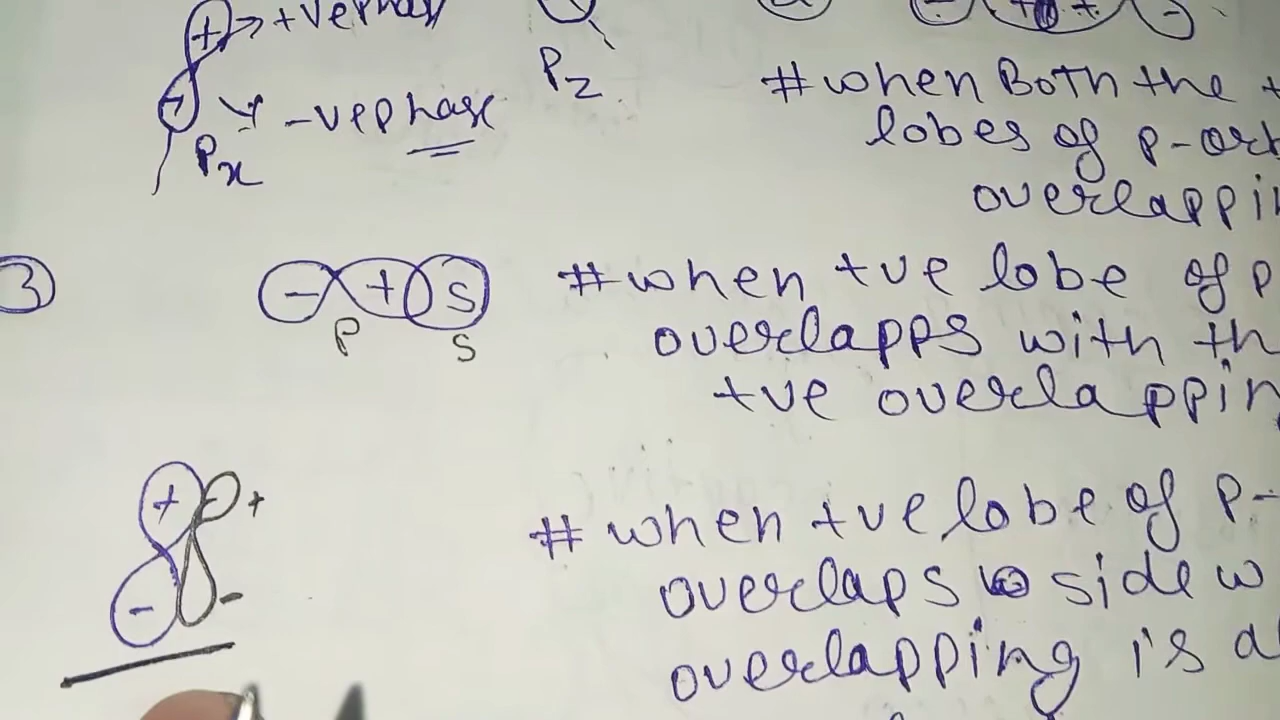 + → +ve phase
- → -ve phase
Px
Pz
- + + -
# when Both the +
lobes of p-orb
overlappin
3
- + S
P S
# when +ve lobe of p
overlapps with th
+ve overlappin
+ +
- -
# when +ve lobe of p-
overlaps side w
overlapping is a